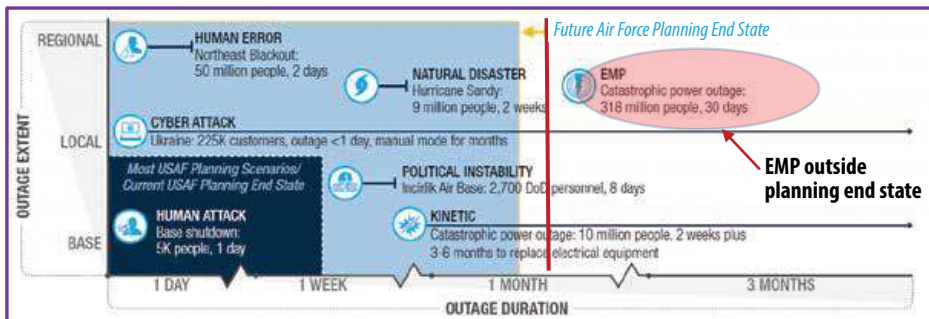 Future Air Force Planning End State
OUTAGE EXTENT
REGIONAL
LOCAL
BASE
HUMAN ERROR
Northeast Blackout:
50 million people, 2 days
NATURAL DISASTER
Hurricane Sandy:
9 million people, 2 weeks
EMP
Catastrophic power outage:
318 million people, 30 days
CYBER ATTACK
Ukraine: 225K customers, outage <1 day, manual mode for months
Most USAF Planning Scenarios/
Current USAF Planning End State
POLITICAL INSTABILITY
Incirlik Air Base: 2,700 DoD personnel, 8 days
EMP outside
planning end state
HUMAN ATTACK
Base shutdown:
5K people, 1 day
KINETIC
Catastrophic power outage: 10 million people, 2 weeks plus
3-6 months to replace electrical equipment
1 DAY
1 WEEK
1 MONTH
3 MONTHS
OUTAGE DURATION